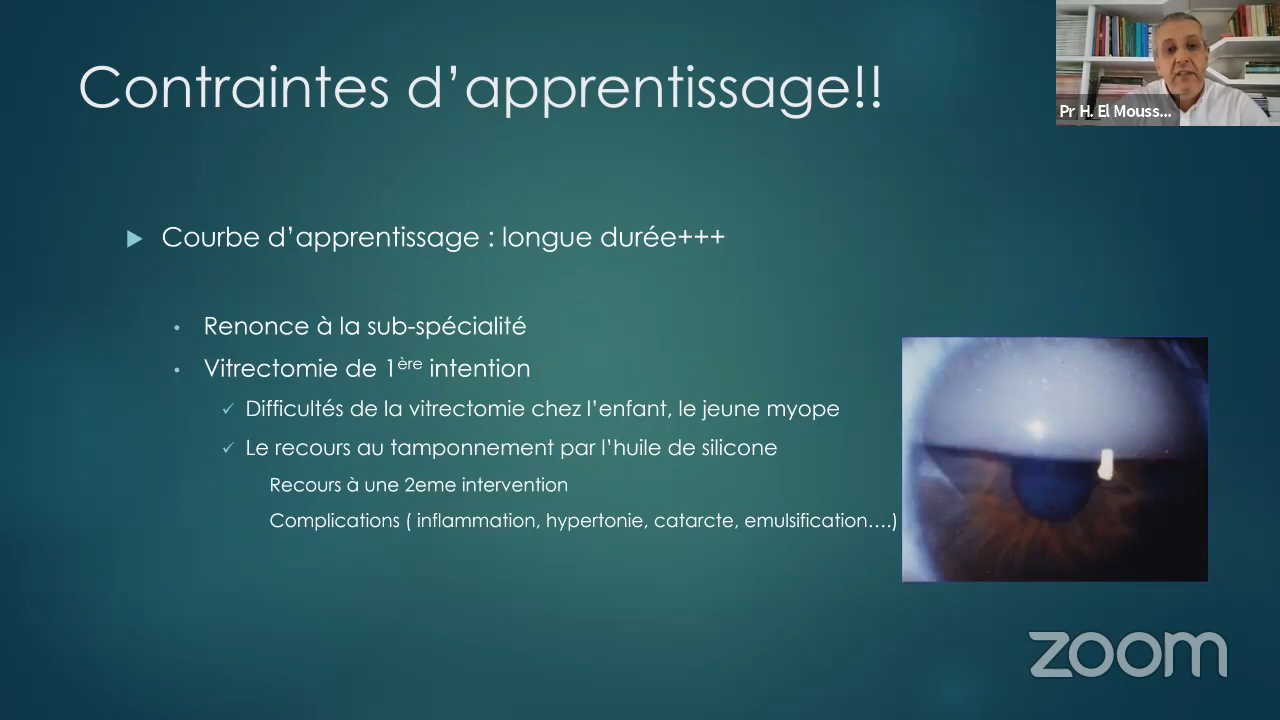 Contraintes d’apprentissage!!
Pr H. El Mouss...
Courbe d’apprentissage : longue durée+++
Renonce à la sub-spécialité
Vitrectomie de 1ère intention
Difficultés de la vitrectomie chez l’enfant, le jeune myope
Le recours au tamponnement par l’huile de silicone
Recours à une 2eme intervention
Complications ( inflammation, hypertonie, catarcte, emulsification….)
zoom